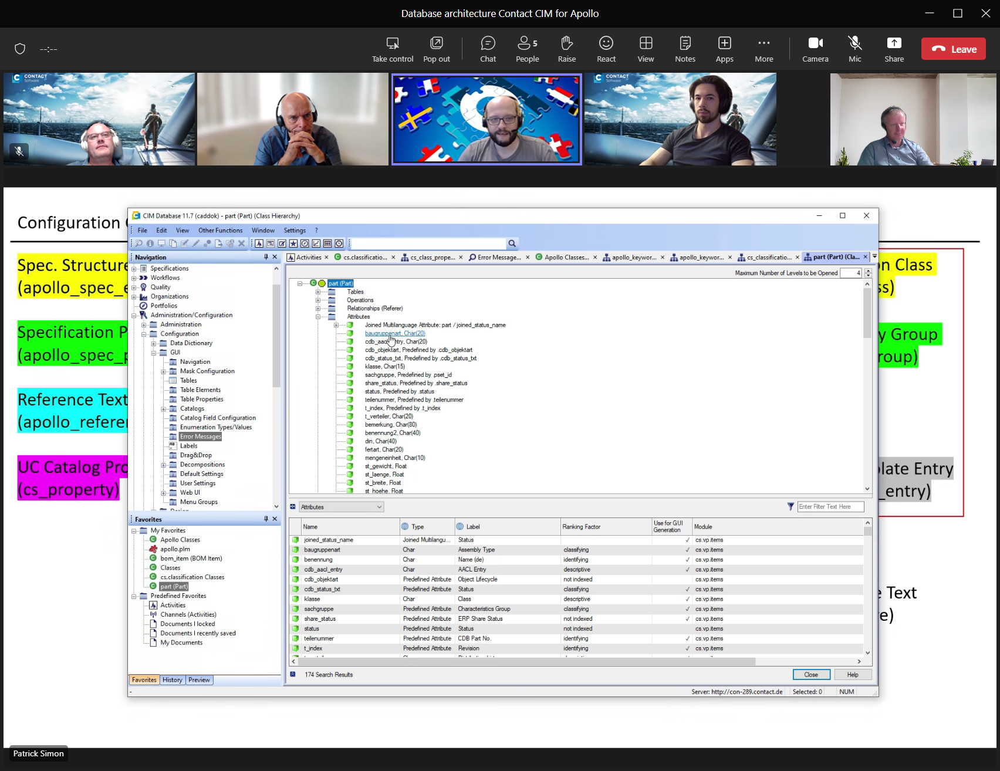 Database architecture Contact CIM for Apollo
--:--
Take control
Pop out
Chat
People
5
Raise
React
View
Notes
Apps
More
Camera
Mic
Share
Leave
CONTACT
Software
CONTACT
Configuration
Spec. Structure
(apollo_spec_e
Specification P
(apollo_spec_p
Reference Text
(apollo_referer
UC Catalog Pro
(cs_property)
n Class
ss)
y Group
roup)
late Entry
_entry)
e Text
e)
CIM Database 11.7 (caddok) - part (Part) (Class Hierarchy)
File Edit View Other Functions Window Settings ?
Navigation
Specifications
Workflows
Quality
Organizations
Portfolios
Administration/Configuration
Administration
Configuration
Data Dictionary
GUI
Navigation
Mask Configuration
Tables
Table Elements
Table Properties
Catalogs
Catalog Field Configuration
Enumeration Types/Values
Error Messages
Labels
Drag&Drop
Decompositions
Default Settings
User Settings
Web UI
Menu Groups
Favorites
My Favorites
Apollo Classes
apollo.plm
bom_item (BOM Item)
Classes
cs.classification Classes
part (Part)
Predefined Favorites
Activities
Channels (Activities)
Documents I locked
Documents I recently saved
My Documents
Favorites History Preview
Activities
cs.classificatio...
cs_class_prope...
Error Message...
Apollo Classes...
apollo_keywor...
apollo_keywor...
cs_classificatio...
part (Part) (Cla...
Maximum Number of Levels to be Opened 4
part (Part)
Tables
Operations
Relationships (Referer)
Attributes
Joined Multilanguage Attribute: part / joined_status_name
baugruppenart, Char(20)
cdb_aacl_entry, Char(20)
cdb_objektart, Predefined by .cdb_objektart
cdb_status_txt, Predefined by .cdb_status_txt
klasse, Char(15)
sachgruppe, Predefined by .pset_id
share_status, Predefined by .share_status
status, Predefined by .status
teilenummer, Predefined by .teilenummer
t_index, Predefined by .t_index
t_verteiler, Char(20)
bemerkung, Char(80)
benennung2, Char(40)
din, Char(40)
fertart, Char(20)
mengeneinheit, Char(10)
st_gewicht, Float
st_laenge, Float
st_breite, Float
st_hoehe, Float
Attributes
Enter Filter Text Here
Name Type Label Ranking Factor Use for GUI Generation Module
joined_status_name Joined Multilangu... Status ✓ cs.vp.items
baugruppenart Char Assembly Type classifying ✓ cs.vp.items
benennung Char Name (de) identifying ✓ cs.vp.items
cdb_aacl_entry Char AACL Entry descriptive ✓ cs.vp.items
cdb_objektart Predefined Attribute Object Lifecycle not indexed cs.vp.items
cdb_status_txt Predefined Attribute Status classifying ✓ cs.vp.items
klasse Char Class descriptive ✓ cs.vp.items
sachgruppe Predefined Attribute Characteristics Group classifying ✓ cs.vp.items
share_status Predefined Attribute ERP Share Status not indexed ✓ cs.vp.items
status Predefined Attribute Status not indexed cs.vp.items
teilenummer Predefined Attribute CDB Part No. identifying ✓ cs.vp.items
t_index Predefined Attribute Revision identifying ✓ cs.vp.items
174 Search Results
Close
Help
-
Server: http://con-289.contact.de
Selected: 0
NUM
Patrick Simon